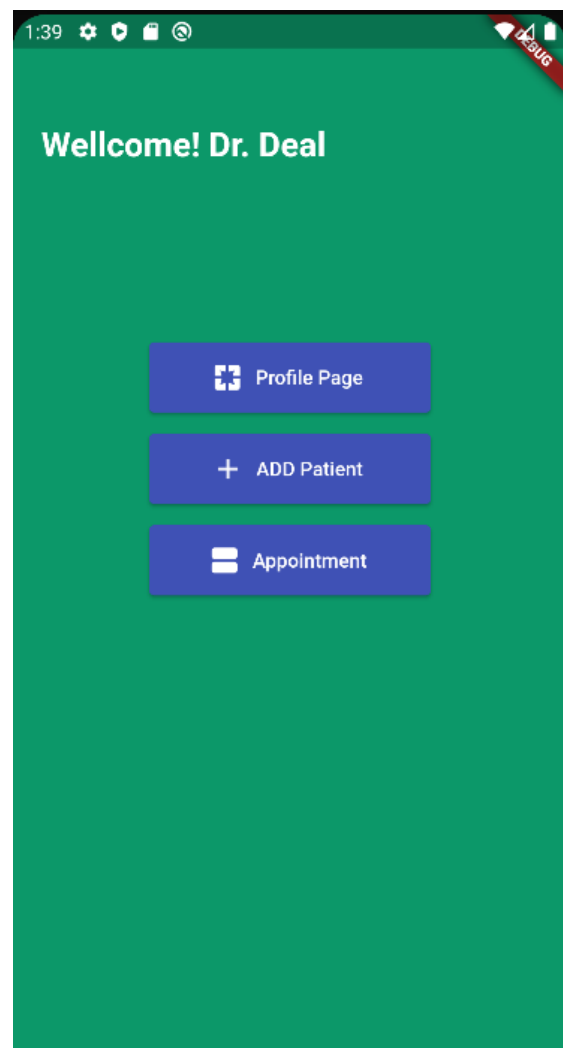 1:39
DEBUG
Wellcome! Dr. Deal
Profile Page
ADD Patient
Appointment